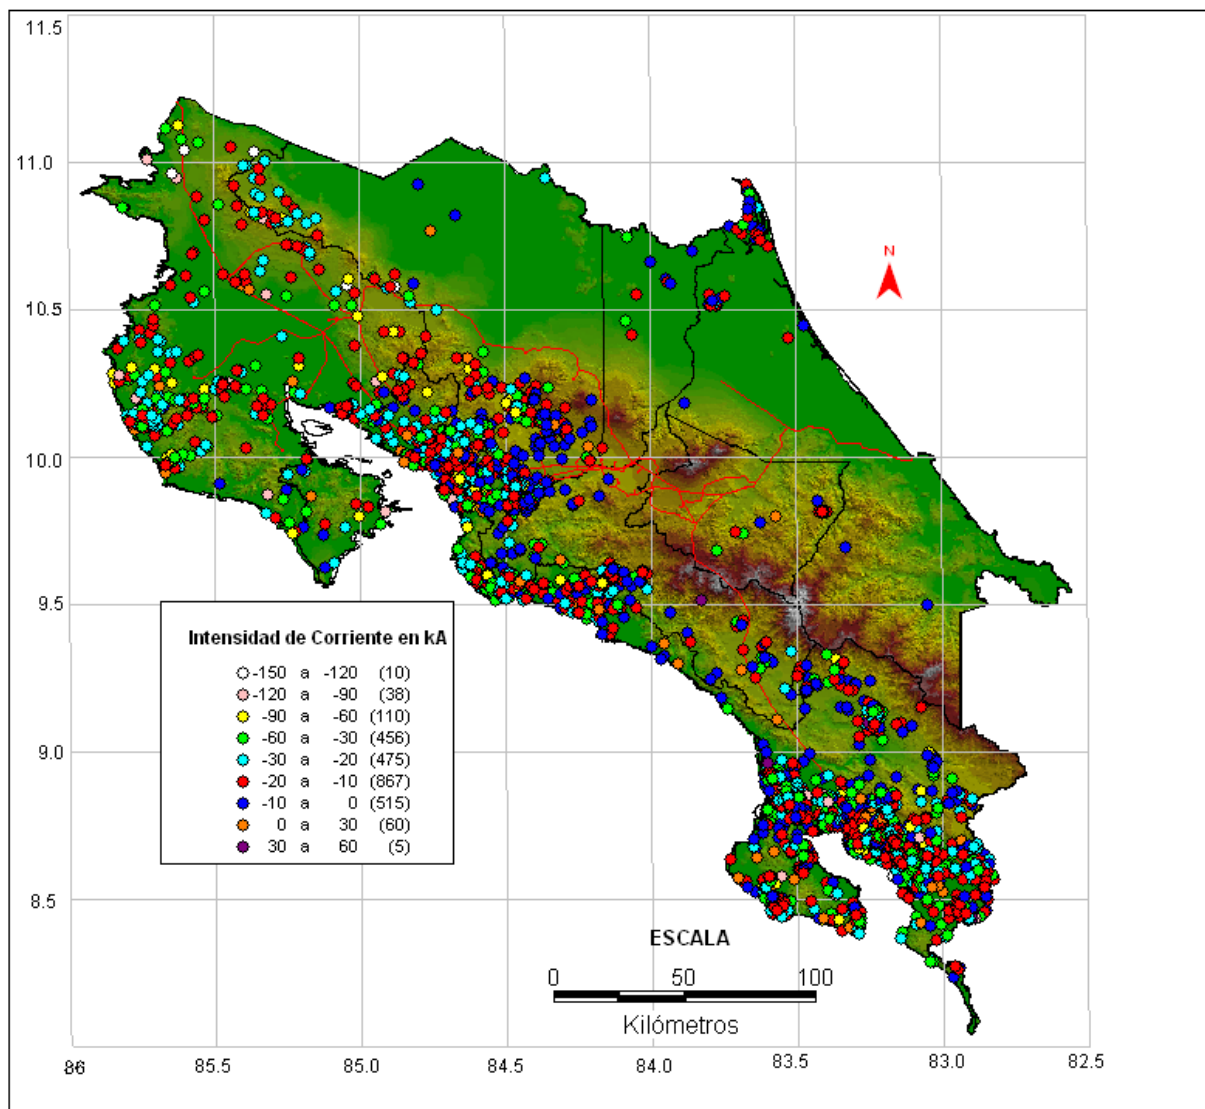 11.5
11.0
N
10.5
10.0
9.5
Intensidad de Corriente en kA
-150 a -120 (10)
-120 a -90 (38)
-90 a -60 (110)
-60 a -30 (456)
-30 a -20 (475)
-20 a -10 (867)
-10 a 0 (515)
0 a 30 (60)
30 a 60 (5)
9.0
8.5
ESCALA
0 50 100
Kilómetros
86 85.5 85.0 84.5 84.0 83.5 83.0 82.5